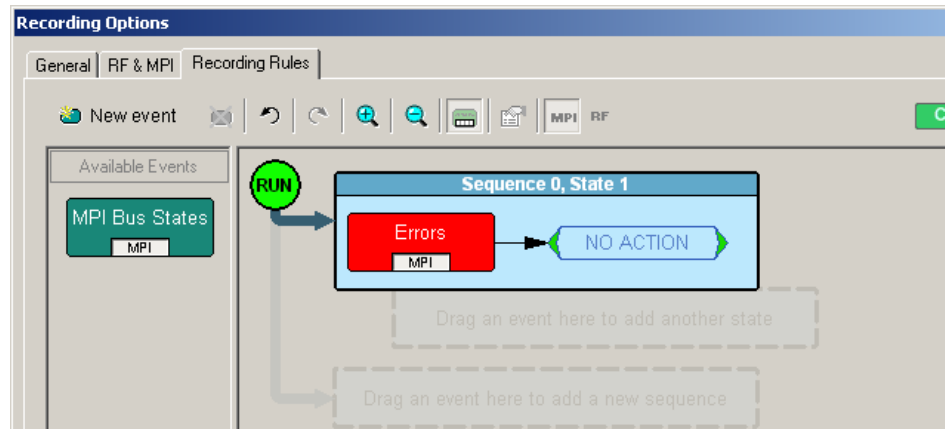 Recording Options
General
RF & MPI
Recording Rules
New event
MPI
RF
Available Events
MPI Bus States
MPI
RUN
Sequence 0, State 1
Errors
MPI
NO ACTION
Drag an event here to add another state
Drag an event here to add a new sequence